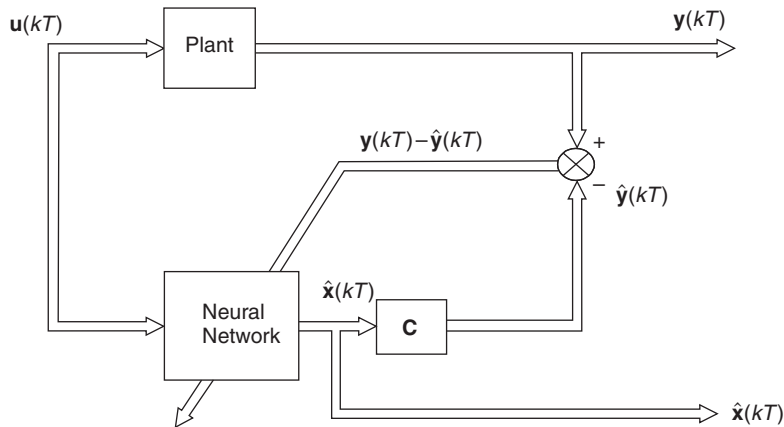 u(kT)
Plant
y(kT)
y(kT)−ŷ(kT)
+
−
ŷ(kT)
Neural
Network
x̂(kT)
C
x̂(kT)